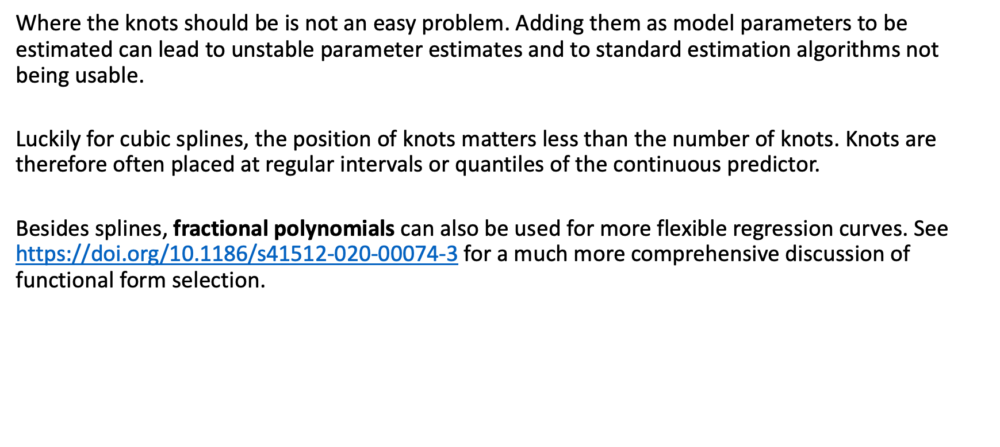 Where the knots should be is not an easy problem. Adding them as model parameters to be
estimated can lead to unstable parameter estimates and to standard estimation algorithms not
being usable.
Luckily for cubic splines, the position of knots matters less than the number of knots. Knots are
therefore often placed at regular intervals or quantiles of the continuous predictor.
Besides splines, fractional polynomials can also be used for more flexible regression curves. See
https://doi.org/10.1186/s41512-020-00074-3 for a much more comprehensive discussion of
functional form selection.